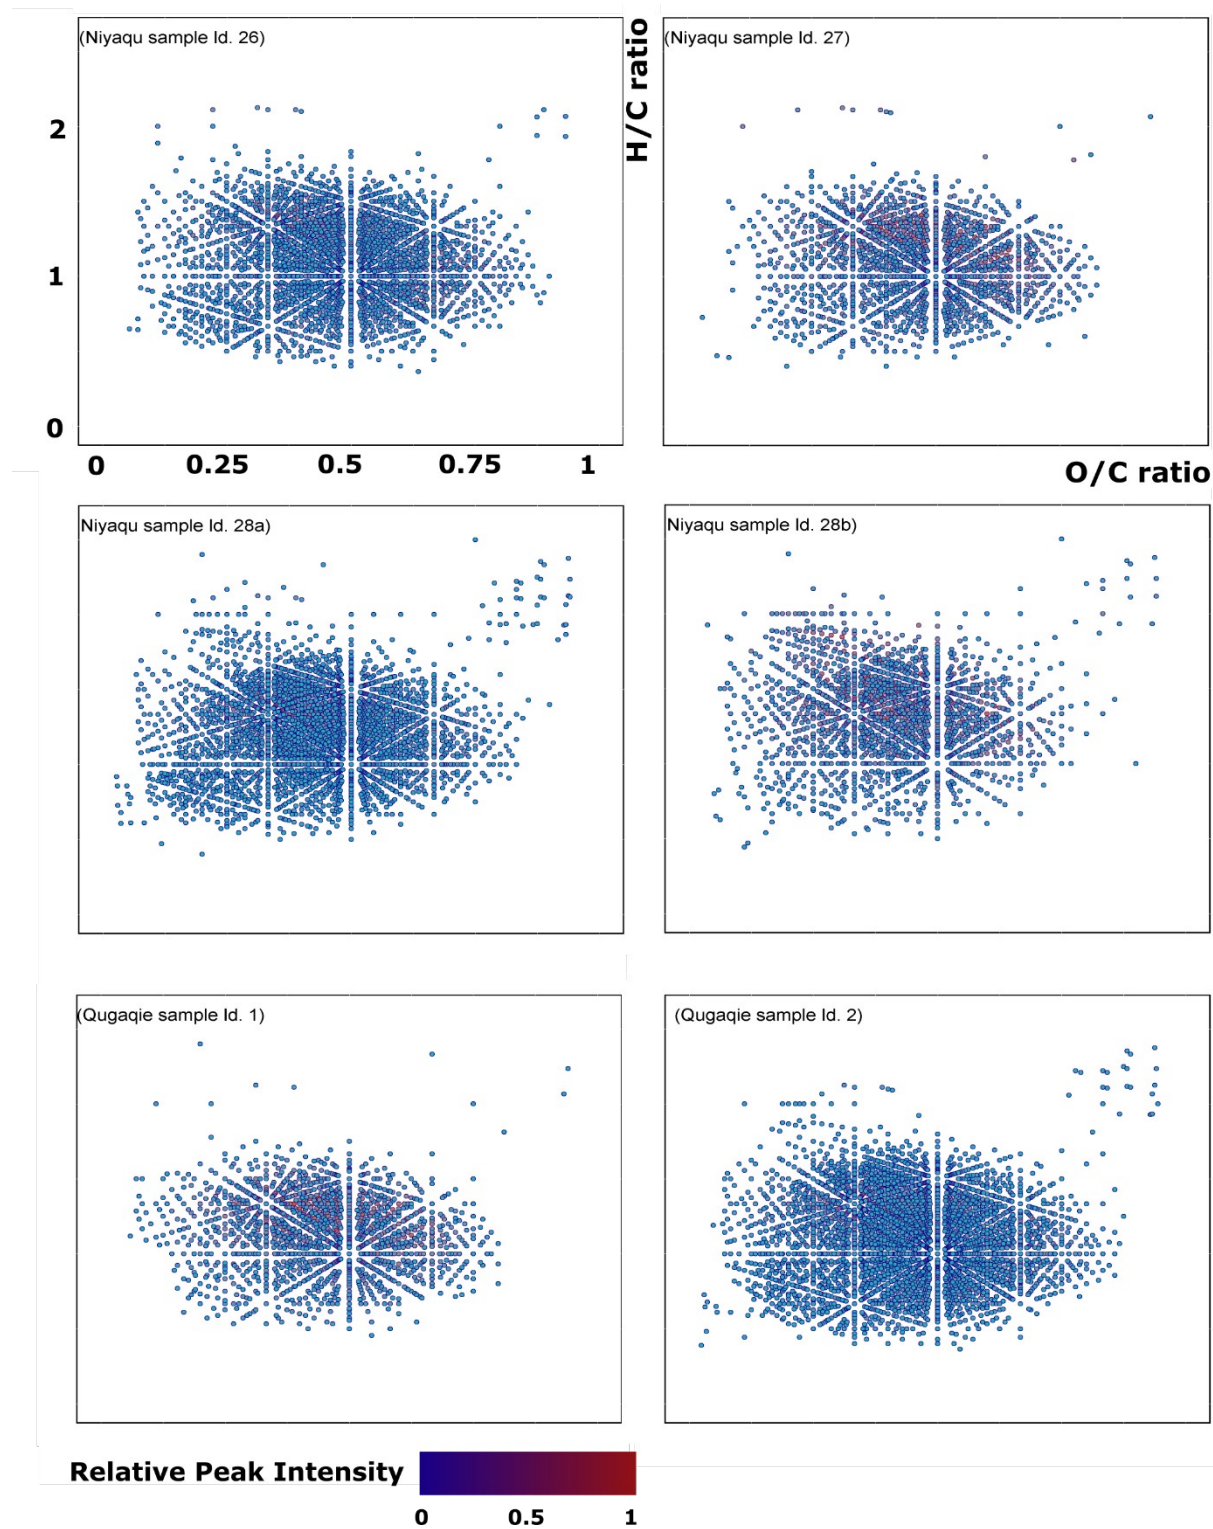 (Niyaqu sample Id. 26)
H/C ratio
(Niyaqu sample Id. 27)
2
1
0
0 0.25 0.5 0.75 1
O/C ratio
Niyaqu sample Id. 28a)
Niyaqu sample Id. 28b)
(Qugaqie sample Id. 1)
(Qugaqie sample Id. 2)
Relative Peak Intensity
0 0.5 1